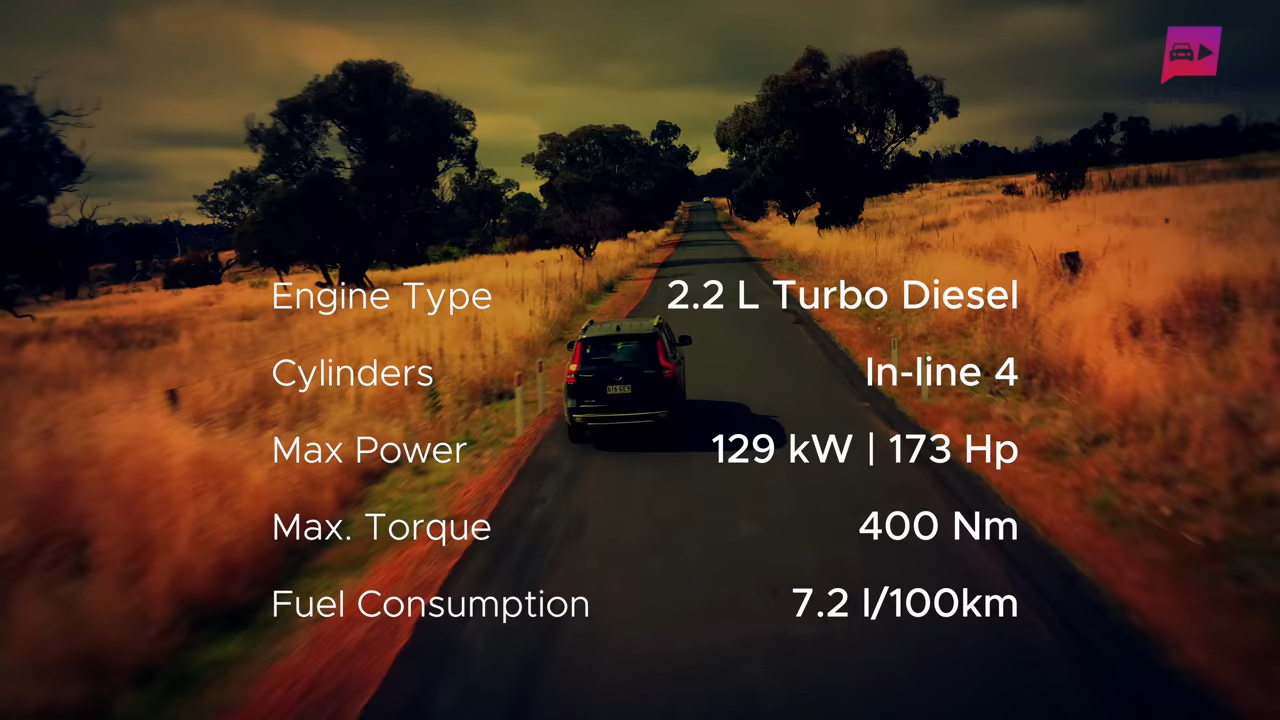 Engine Type 2.2 L Turbo Diesel
Cylinders In-line 4
Max Power 129 kW | 173 Hp
Max. Torque 400 Nm
Fuel Consumption 7.2 l/100km